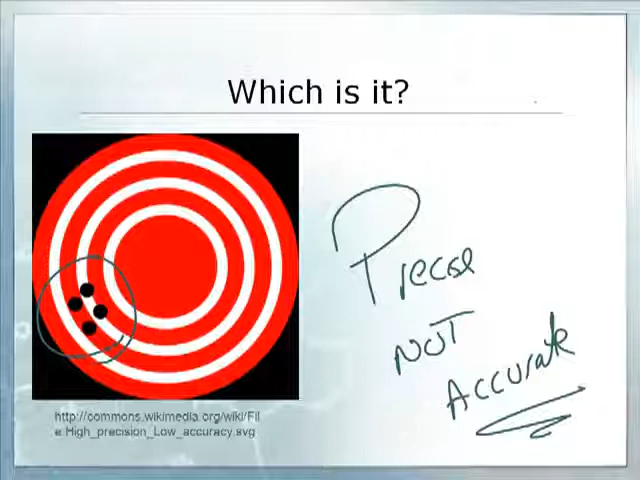 Which is it?
Precise
NOT
Accurate
http://commons.wikimedia.org/wiki/Fil
e:High_precision_Low_accuracy.svg